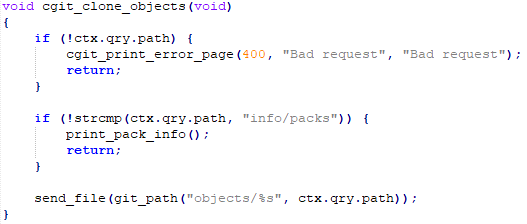 void cgit_clone_objects(void)
{
    if (!ctx.qry.path) {
        cgit_print_error_page(400, "Bad request", "Bad request");
        return;
    }

    if (!strcmp(ctx.qry.path, "info/packs")) {
        print_pack_info();
        return;
    }

    send_file(git_path("objects/%s", ctx.qry.path));
}